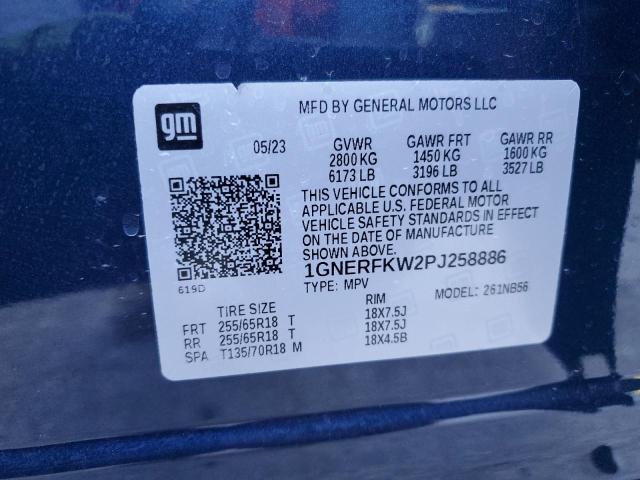 gm
MFD BY GENERAL MOTORS LLC
05/23 GVWR GAWR FRT GAWR RR
2800 KG 1450 KG 1600 KG
6173 LB 3196 LB 3527 LB
THIS VEHICLE CONFORMS TO ALL
APPLICABLE U.S. FEDERAL MOTOR
VEHICLE SAFETY STANDARDS IN EFFECT
ON THE DATE OF MANUFACTURE
SHOWN ABOVE.
1GNERFKW2PJ258886
619D
TYPE: MPV MODEL: 261NB56
TIRE SIZE RIM
FRT 255/65R18 T 18X7.5J
RR 255/65R18 T 18X7.5J
SPA T135/70R18 M 18X4.5B